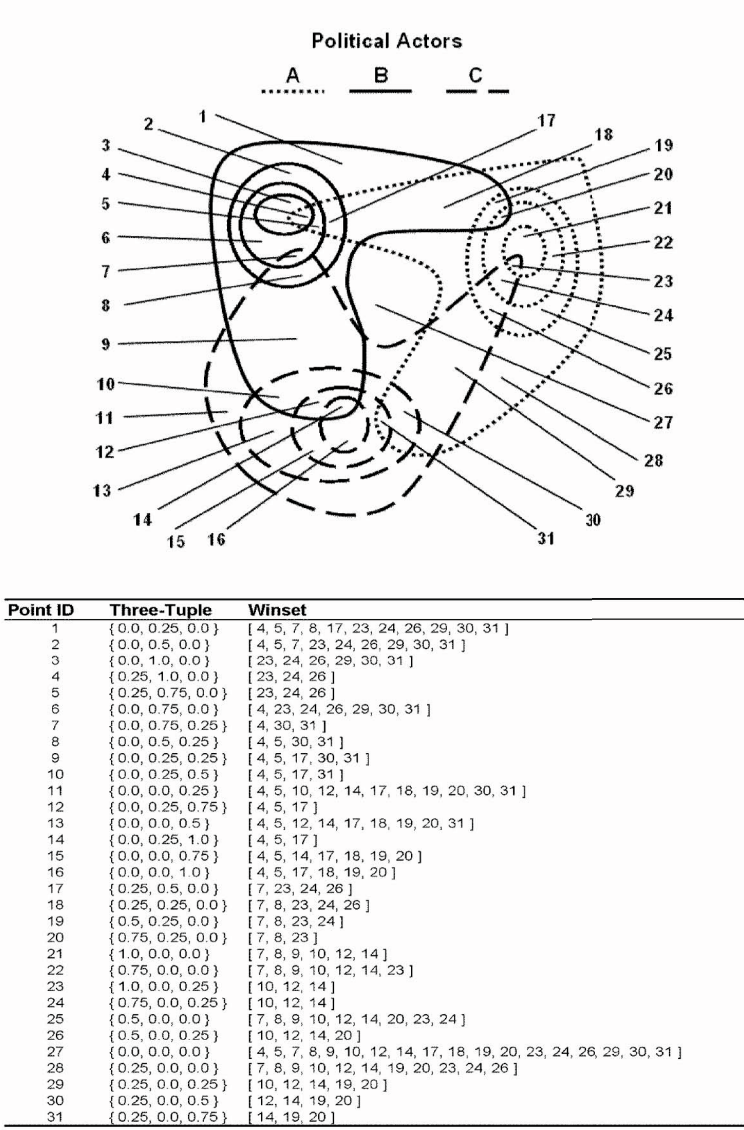 Political Actors
A B C
1
2
17
3
18
4
19
5
20
6
21
7
22
8
23
9
24
10
25
11
26
12
27
13
28
14
29
15
16
30
31
Point ID Three-Tuple Winset
1 { 0.0, 0.25, 0.0 } [ 4, 5, 7, 8, 17, 23, 24, 26, 29, 30, 31 ]
2 { 0.0, 0.5, 0.0 } [ 4, 5, 7, 23, 24, 26, 29, 30, 31 ]
3 { 0.0, 1.0, 0.0 } [ 23, 24, 26, 29, 30, 31 ]
4 { 0.25, 1.0, 0.0 } [ 23, 24, 26 ]
5 { 0.25, 0.75, 0.0 } [ 23, 24, 26 ]
6 { 0.0, 0.75, 0.0 } [ 4, 23, 24, 26, 29, 30, 31 ]
7 { 0.0, 0.75, 0.25 } [ 4, 30, 31 ]
8 { 0.0, 0.5, 0.25 } [ 4, 5, 30, 31 ]
9 { 0.0, 0.25, 0.25 } [ 4, 5, 17, 30, 31 ]
10 { 0.0, 0.25, 0.5 } [ 4, 5, 17, 31 ]
11 { 0.0, 0.0, 0.25 } [ 4, 5, 10, 12, 14, 17, 18, 19, 20, 30, 31 ]
12 { 0.0, 0.25, 0.75 } [ 4, 5, 17 ]
13 { 0.0, 0.0, 0.5 } [ 4, 5, 12, 14, 17, 18, 19, 20, 31 ]
14 { 0.0, 0.25, 1.0 } [ 4, 5, 17 ]
15 { 0.0, 0.0, 0.75 } [ 4, 5, 14, 17, 18, 19, 20 ]
16 { 0.0, 0.0, 1.0 } [ 4, 5, 17, 18, 19, 20 ]
17 { 0.25, 0.5, 0.0 } [ 7, 23, 24, 26 ]
18 { 0.25, 0.25, 0.0 } [ 7, 8, 23, 24, 26 ]
19 { 0.5, 0.25, 0.0 } [ 7, 8, 23, 24 ]
20 { 0.75, 0.25, 0.0 } [ 7, 8, 23 ]
21 { 1.0, 0.0, 0.0 } [ 7, 8, 9, 10, 12, 14 ]
22 { 0.75, 0.0, 0.0 } [ 7, 8, 9, 10, 12, 14, 23 ]
23 { 1.0, 0.0, 0.25 } [ 10, 12, 14 ]
24 { 0.75, 0.0, 0.25 } [ 10, 12, 14 ]
25 { 0.5, 0.0, 0.0 } [ 7, 8, 9, 10, 12, 14, 20, 23, 24 ]
26 { 0.5, 0.0, 0.25 } [ 10, 12, 14, 20 ]
27 { 0.0, 0.0, 0.0 } [ 4, 5, 7, 8, 9, 10, 12, 14, 17, 18, 19, 20, 23, 24, 26, 29, 30, 31 ]
28 { 0.25, 0.0, 0.0 } [ 7, 8, 9, 10, 12, 14, 19, 20, 23, 24, 26 ]
29 { 0.25, 0.0, 0.25 } [ 10, 12, 14, 19, 20 ]
30 { 0.25, 0.0, 0.5 } [ 12, 14, 19, 20 ]
31 { 0.25, 0.0, 0.75 } [ 14, 19, 20 ]